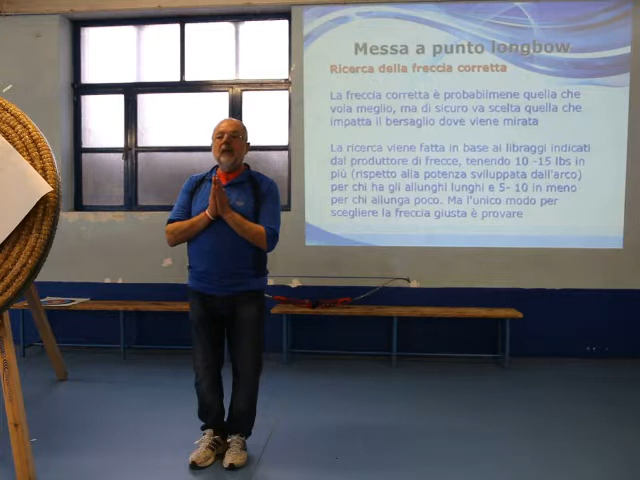 Messa a punto longbow
Ricerca della freccia corretta
La freccia corretta è probabilmene quella che
vola meglio, ma di sicuro va scelta quella che
impatta il bersaglio dove viene mirata
La ricerca viene fatta in base ai libraggi indicati
dal produttore di frecce, tenendo 10 -15 lbs in
più (rispetto alla potenza sviluppata dall'arco)
per chi ha gli allunghi lunghi e 5- 10 in meno
per chi allunga poco. Ma l'unico modo per
scegliere la freccia giusta è provare